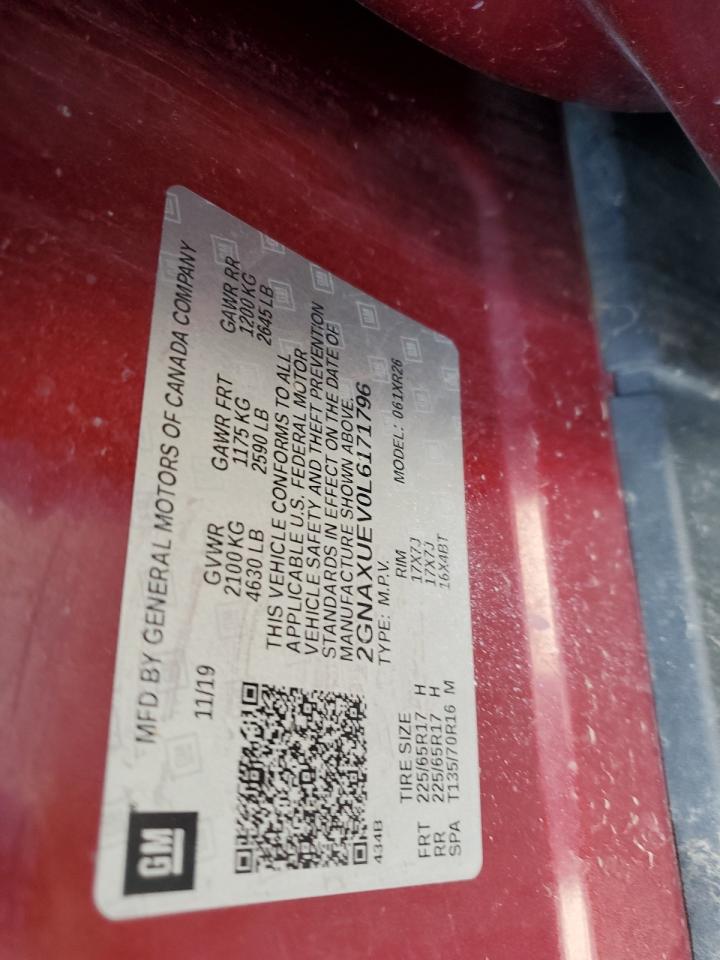 GM
MFD BY GENERAL MOTORS OF CANADA COMPANY
11/19
GVWR GAWR FRT GAWR RR
2100 KG 1175 KG 1200 KG
4630 LB 2590 LB 2645 LB
THIS VEHICLE CONFORMS TO ALL
APPLICABLE U.S. FEDERAL MOTOR
VEHICLE SAFETY AND THEFT PREVENTION
STANDARDS IN EFFECT ON THE DATE OF
MANUFACTURE SHOWN ABOVE.
2GNAXUEV0L6171796
TYPE: M.P.V. MODEL: 061XR26
434B
TIRE SIZE RIM
FRT 225/65R17 H 17X7J
RR 225/65R17 H 17X7J
SPA T135/70R16 M 16X4BT